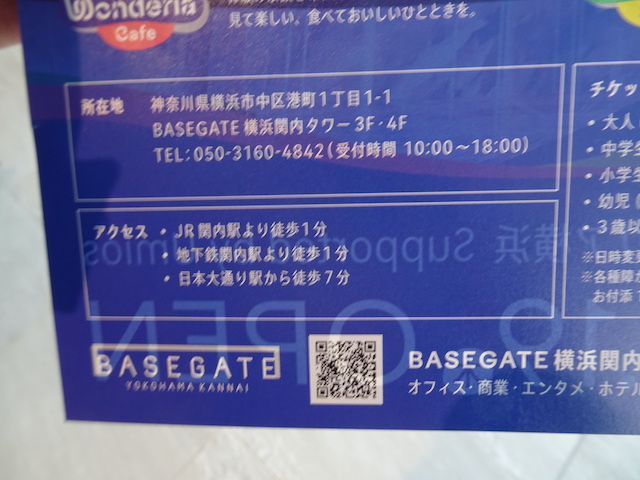 Wonderia
Cafe
見て楽しい、食べておいしいひとときを。
所在地 神奈川県横浜市中区港町1丁目1-1
BASEGATE 横浜関内タワー 3F・4F
TEL:050-3160-4842(受付時間 10:00~18:00)
アクセス ・JR関内駅より徒歩1分
・地下鉄関内駅より徒歩1分
・日本大通り駅から徒歩7分
チケッ
・大人
・中学生
・小学生
・幼児(
・3歳以
※日時変更
※各種障が
お付添
BASEGATE
YOKOHAMA KANNAI
BASEGATE 横浜関内
オフィス・商業・エンタメ・ホテル